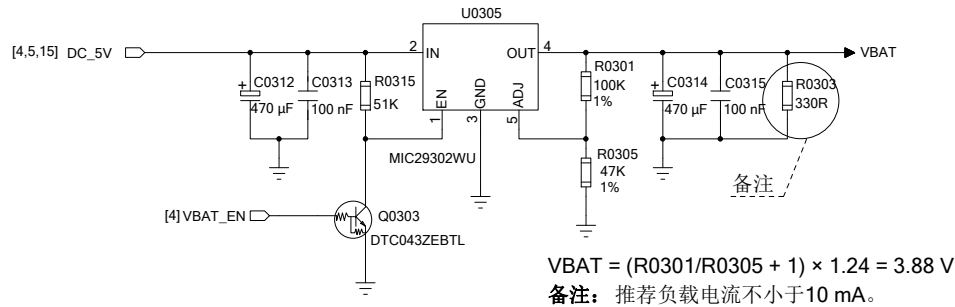 U0305
[4,5,15] DC_5V
2
IN
OUT
4
VBAT
C0312
470 µF
C0313
100 nF
R0315
51K
EN
GND
ADJ
1
3
5
MIC29302WU
R0301
100K
1%
R0305
47K
1%
C0314
470 µF
C0315
100 nF
R0303
330R
备注
[4] VBAT_EN
Q0303
DTC043ZEBTL
VBAT = (R0301/R0305 + 1) × 1.24 = 3.88 V
备注：推荐负载电流不小于10 mA。